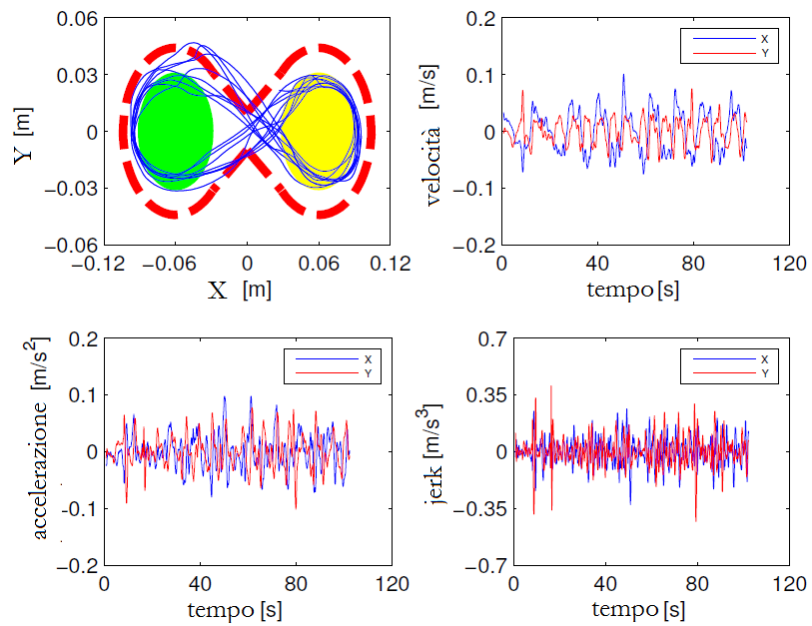 0.06
0.03
0
−0.03
−0.06
Y [m]
−0.12 −0.06 0 0.06 0.12
X [m]
0.2
0.1
0
−0.1
−0.2
velocità [m/s]
X
Y
0 40 80 120
tempo [s]
0.2
0.1
0
−0.1
−0.2
accelerazione [m/s²]
X
Y
0 40 80 120
tempo [s]
0.7
0.35
0
−0.35
−0.7
jerk [m/s³]
X
Y
0 40 80 120
tempo [s]